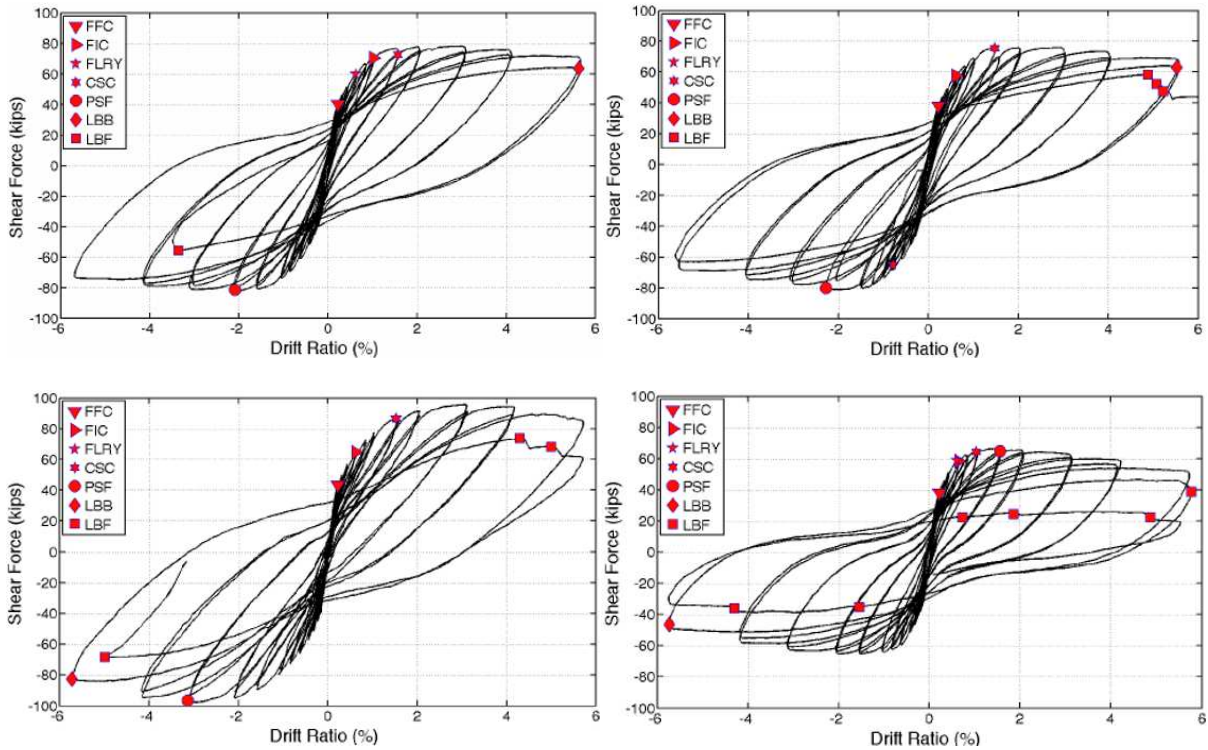 Shear Force (kips)
100
80
60
40
20
0
-20
-40
-60
-80
-100
FFC
FIC
FLRY
CSC
PSF
LBB
LBF
-6 -4 -2 0 2 4 6
Drift Ratio (%)
Shear Force (kips)
100
80
60
40
20
0
-20
-40
-60
-80
-100
FFC
FIC
FLRY
CSC
PSF
LBB
LBF
-6 -4 -2 0 2 4 6
Drift Ratio (%)
Shear Force (kips)
100
80
60
40
20
0
-20
-40
-60
-80
-100
FFC
FIC
FLRY
CSC
PSF
LBB
LBF
-6 -4 -2 0 2 4 6
Drift Ratio (%)
Shear Force (kips)
100
80
60
40
20
0
-20
-40
-60
-80
-100
FFC
FIC
FLRY
CSC
PSF
LBB
LBF
-6 -4 -2 0 2 4 6
Drift Ratio (%)